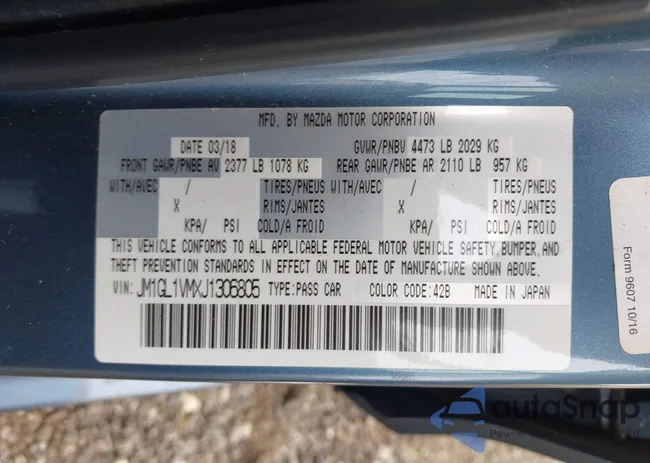 MFD. BY MAZDA MOTOR CORPORATION
DATE 03/18 GVWR/PNBV 4473 LB 2029 KG
FRONT GAWR/PNBE AV 2377 LB 1078 KG REAR GAWR/PNBE AR 2110 LB 957 KG
WITH/AVEC / TIRES/PNEUS WITH/AVEC / TIRES/PNEUS
X RIMS/JANTES X RIMS/JANTES
KPA/ PSI COLD/A FROID KPA/ PSI COLD/A FROID
THIS VEHICLE CONFORMS TO ALL APPLICABLE FEDERAL MOTOR VEHICLE SAFETY,BUMPER,AND
THEFT PREVENTION STANDARDS IN EFFECT ON THE DATE OF MANUFACTURE SHOWN ABOVE.
VIN: JM1GL1VMXJ1305805 TYPE:PASS CAR COLOR CODE:42B MADE IN JAPAN
Form 9607 10/16
autoSnap